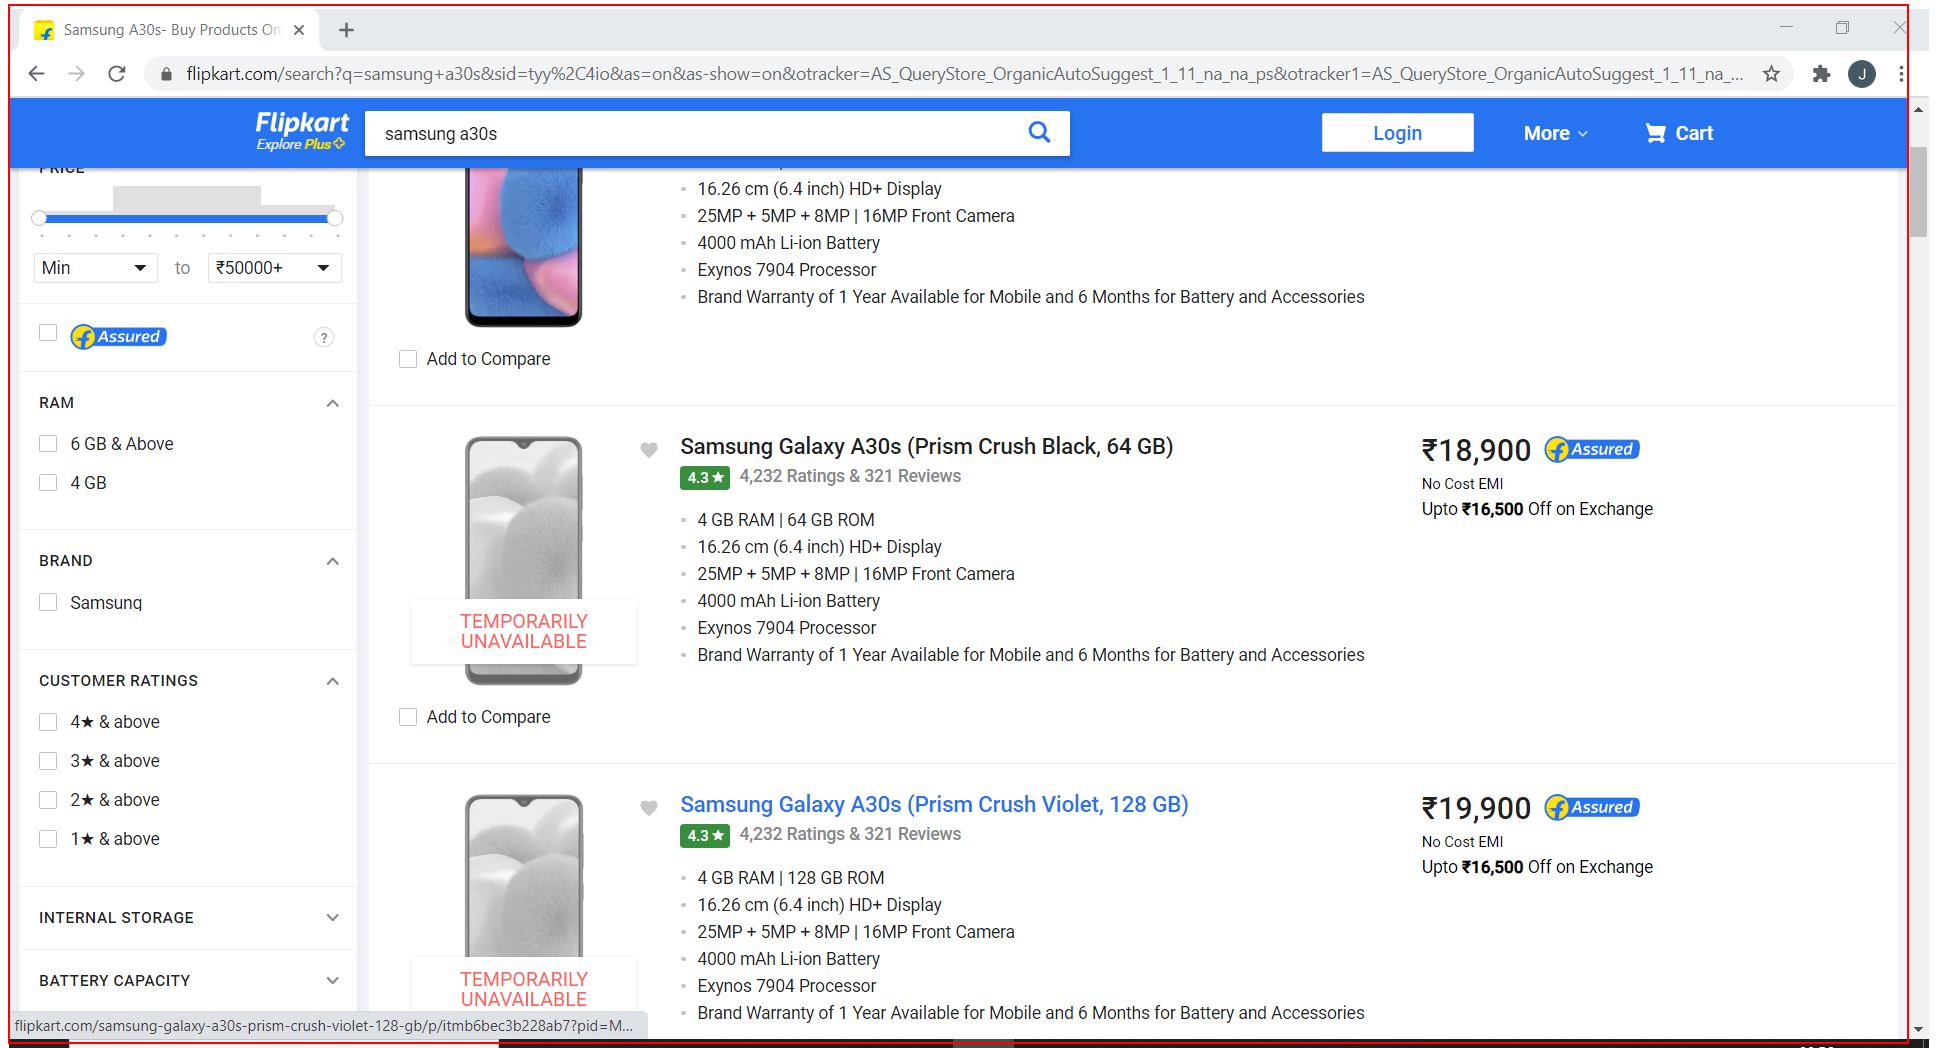 Samsung A30s- Buy Products On
flipkart.com/search?q=samsung+a30s&sid=tyy%2C4io&as=on&as-show=on&otracker=AS_QueryStore_OrganicAutoSuggest_1_11_na_na_ps&otracker1=AS_QueryStore_OrganicAutoSuggest_1_11_na_...
J
Flipkart
Explore Plus
samsung a30s
Login
More
Cart
PRICE
Min
to
₹50000+
Assured
?
RAM
6 GB & Above
4 GB
BRAND
Samsung
CUSTOMER RATINGS
4★ & above
3★ & above
2★ & above
1★ & above
INTERNAL STORAGE
BATTERY CAPACITY
16.26 cm (6.4 inch) HD+ Display
25MP + 5MP + 8MP | 16MP Front Camera
4000 mAh Li-ion Battery
Exynos 7904 Processor
Brand Warranty of 1 Year Available for Mobile and 6 Months for Battery and Accessories
Add to Compare
Samsung Galaxy A30s (Prism Crush Black, 64 GB)
4.3★ 4,232 Ratings & 321 Reviews
4 GB RAM | 64 GB ROM
16.26 cm (6.4 inch) HD+ Display
25MP + 5MP + 8MP | 16MP Front Camera
4000 mAh Li-ion Battery
Exynos 7904 Processor
Brand Warranty of 1 Year Available for Mobile and 6 Months for Battery and Accessories
₹18,900 Assured
No Cost EMI
Upto ₹16,500 Off on Exchange
TEMPORARILY
UNAVAILABLE
Add to Compare
Samsung Galaxy A30s (Prism Crush Violet, 128 GB)
4.3★ 4,232 Ratings & 321 Reviews
4 GB RAM | 128 GB ROM
16.26 cm (6.4 inch) HD+ Display
25MP + 5MP + 8MP | 16MP Front Camera
4000 mAh Li-ion Battery
Exynos 7904 Processor
Brand Warranty of 1 Year Available for Mobile and 6 Months for Battery and Accessories
₹19,900 Assured
No Cost EMI
Upto ₹16,500 Off on Exchange
TEMPORARILY
UNAVAILABLE
flipkart.com/samsung-galaxy-a30s-prism-crush-violet-128-gb/p/itmb6bec3b228ab7?pid=M...